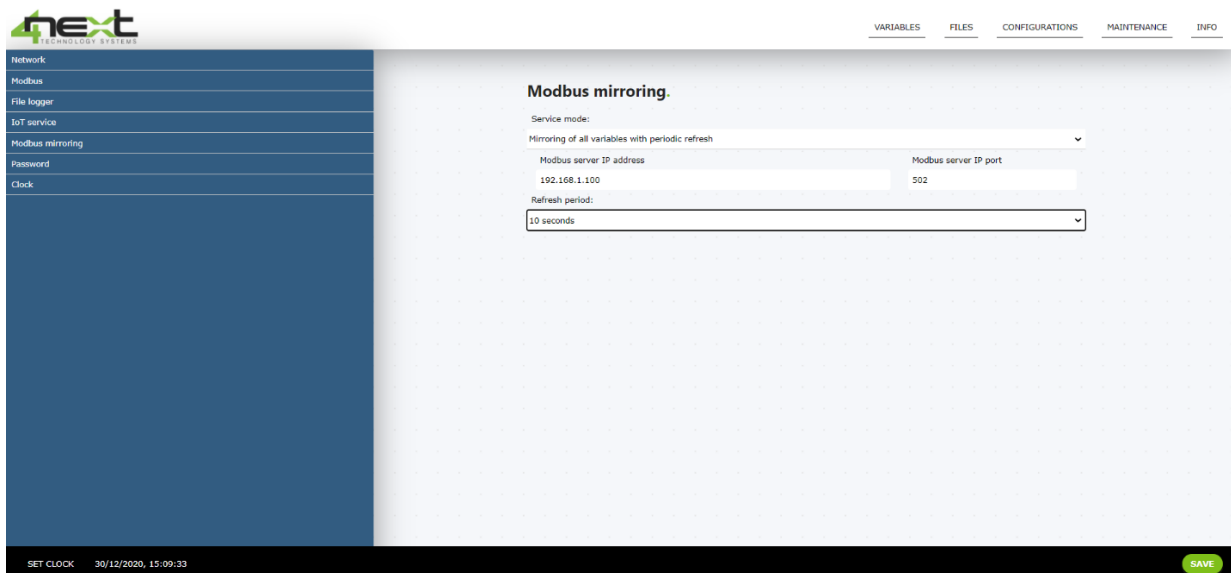 4next
TECHNOLOGY SYSTEMS
VARIABLES FILES CONFIGURATIONS MAINTENANCE INFO
Network
Modbus
File logger
IoT service
Modbus mirroring
Password
Clock
Modbus mirroring.
Service mode:
Mirroring of all variables with periodic refresh
Modbus server IP address Modbus server IP port
192.168.1.100 502
Refresh period:
10 seconds
SET CLOCK 30/12/2020, 15:09:33 SAVE